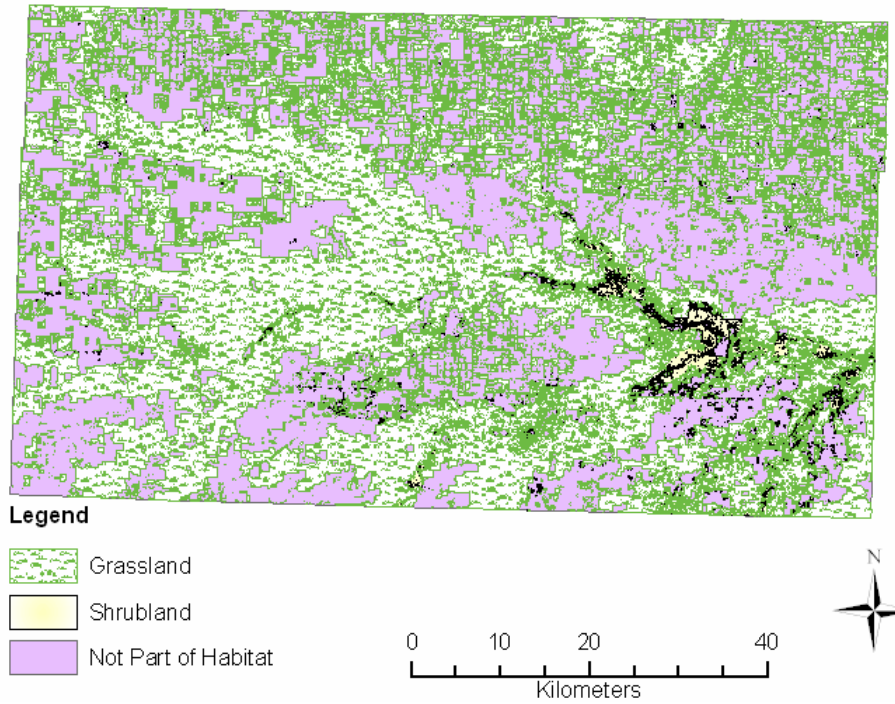 Legend
Grassland
Shrubland
Not Part of Habitat
0 10 20 40
Kilometers
N